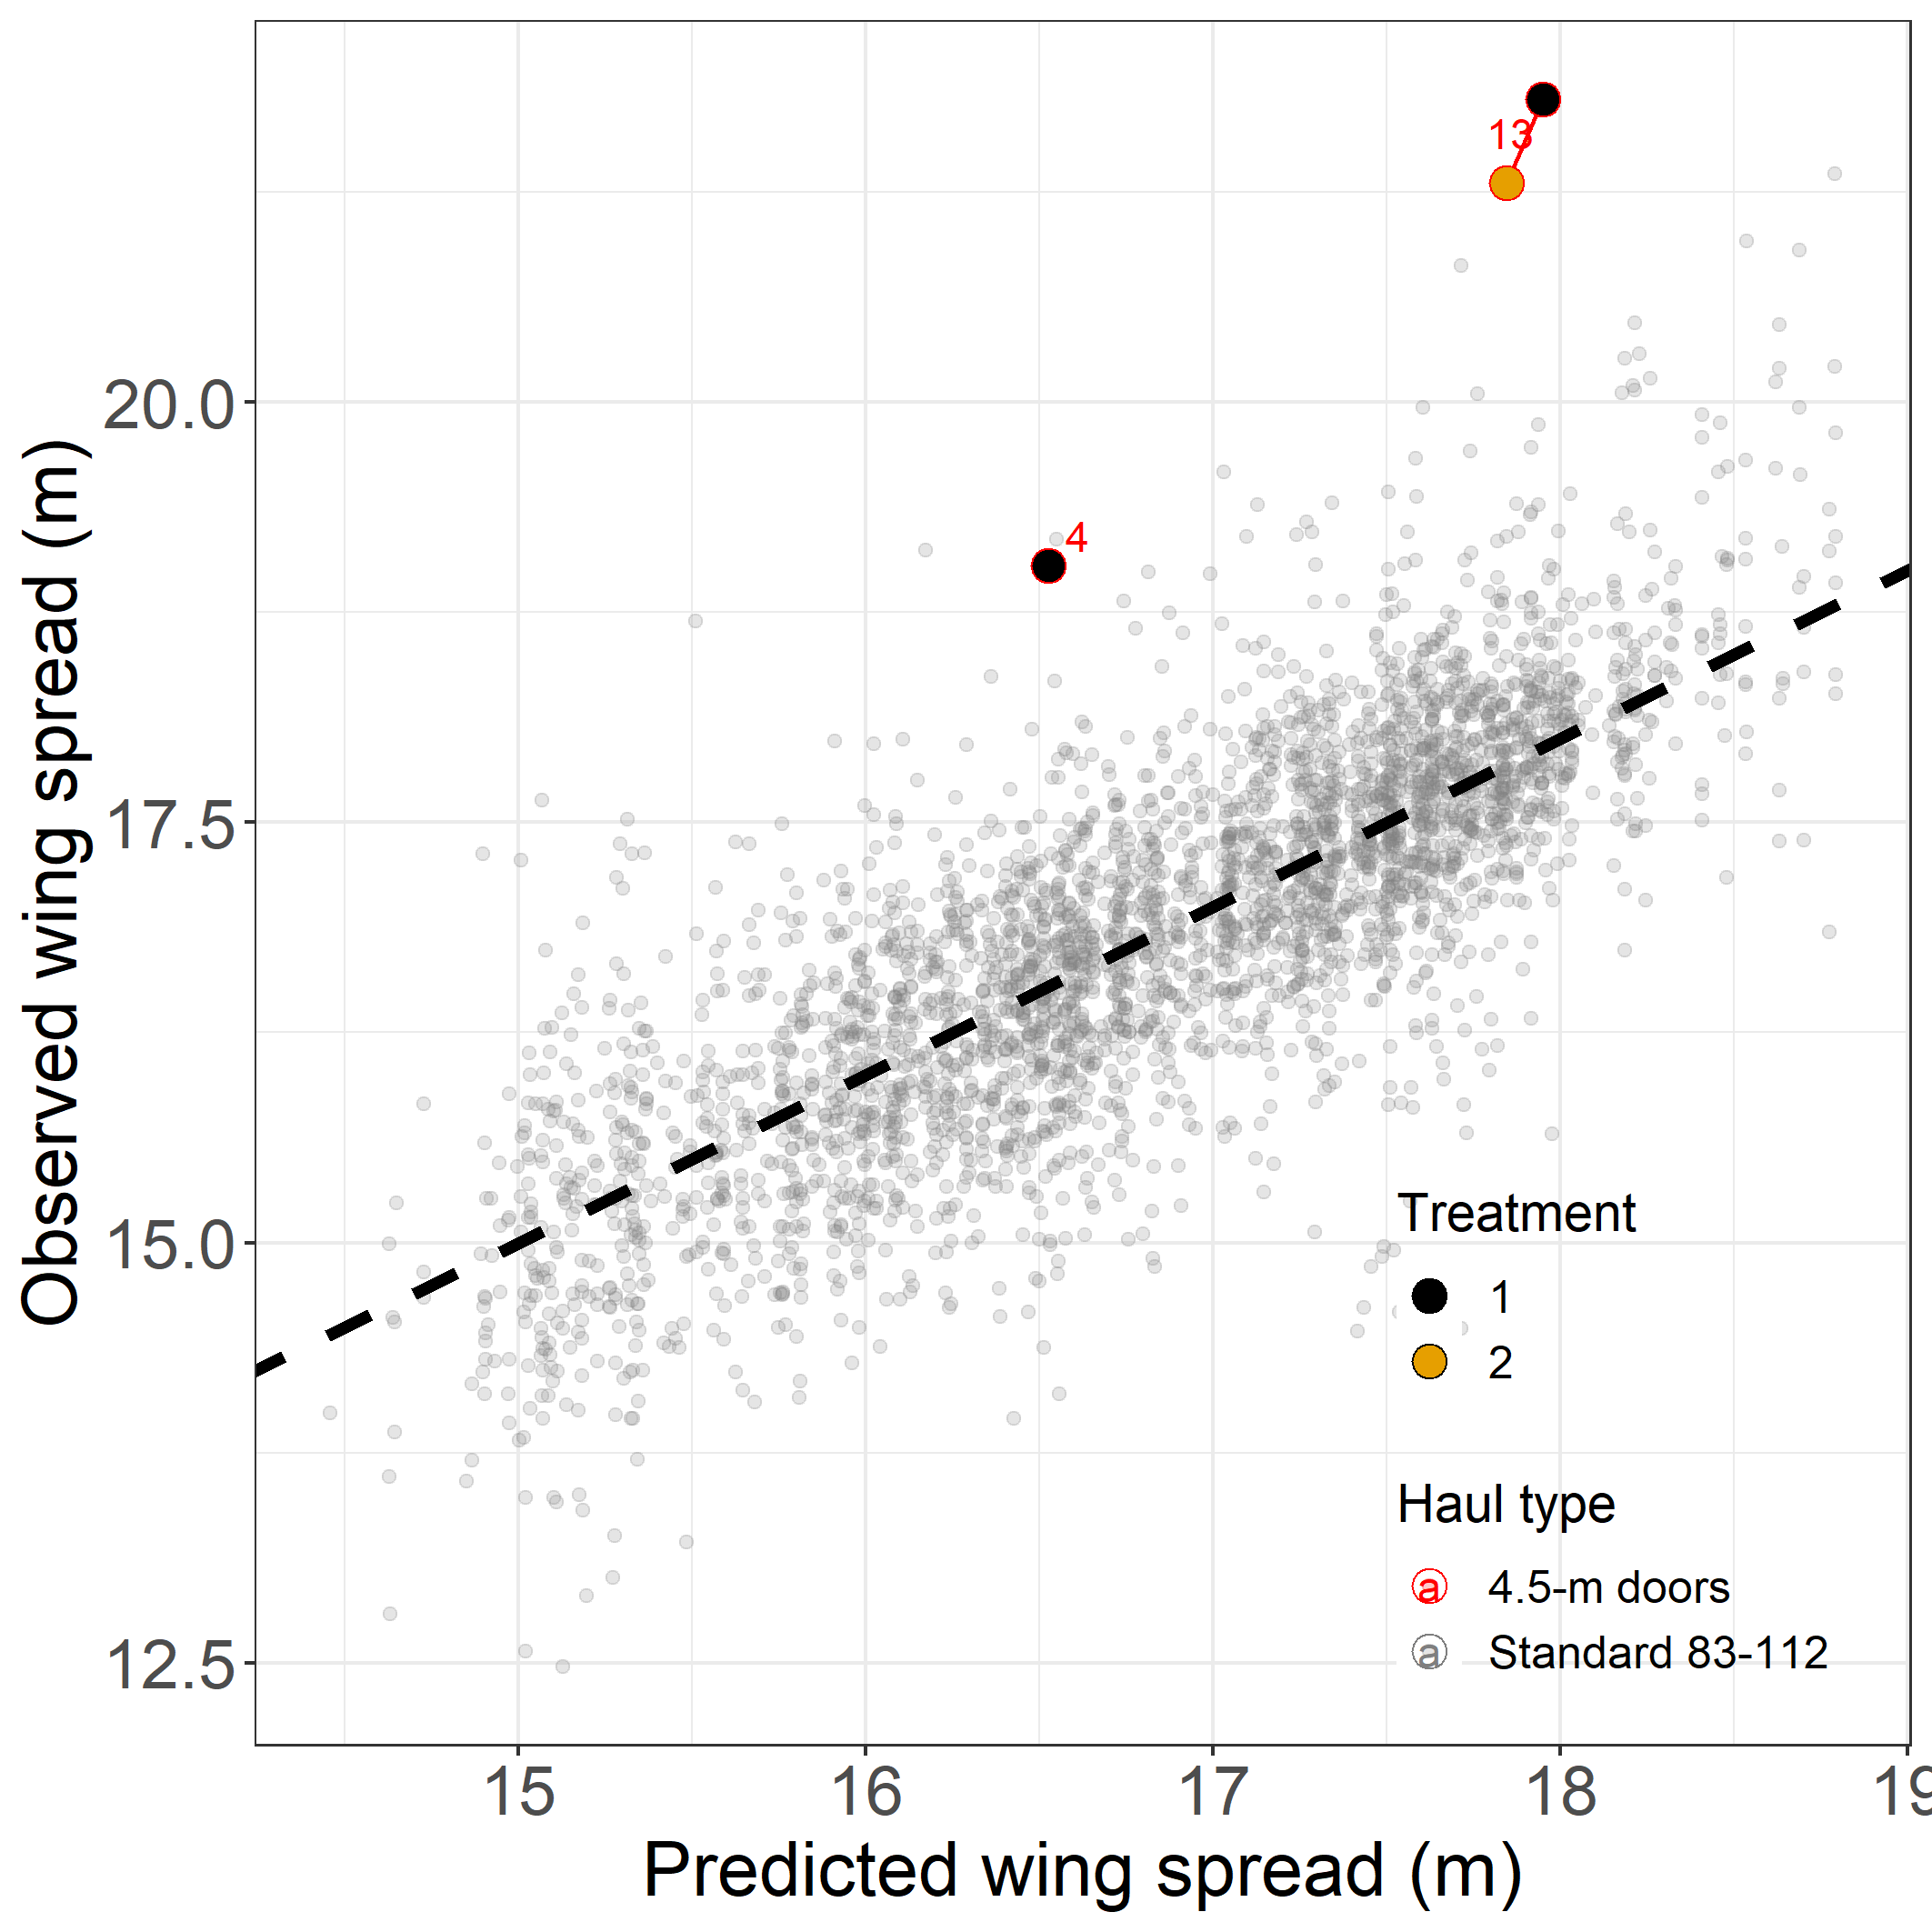 13
4
20.0
17.5
15.0
12.5
Observed wing spread (m)
Treatment
1
2
Haul type
a 4.5-m doors
a Standard 83-112
15 16 17 18 19
Predicted wing spread (m)